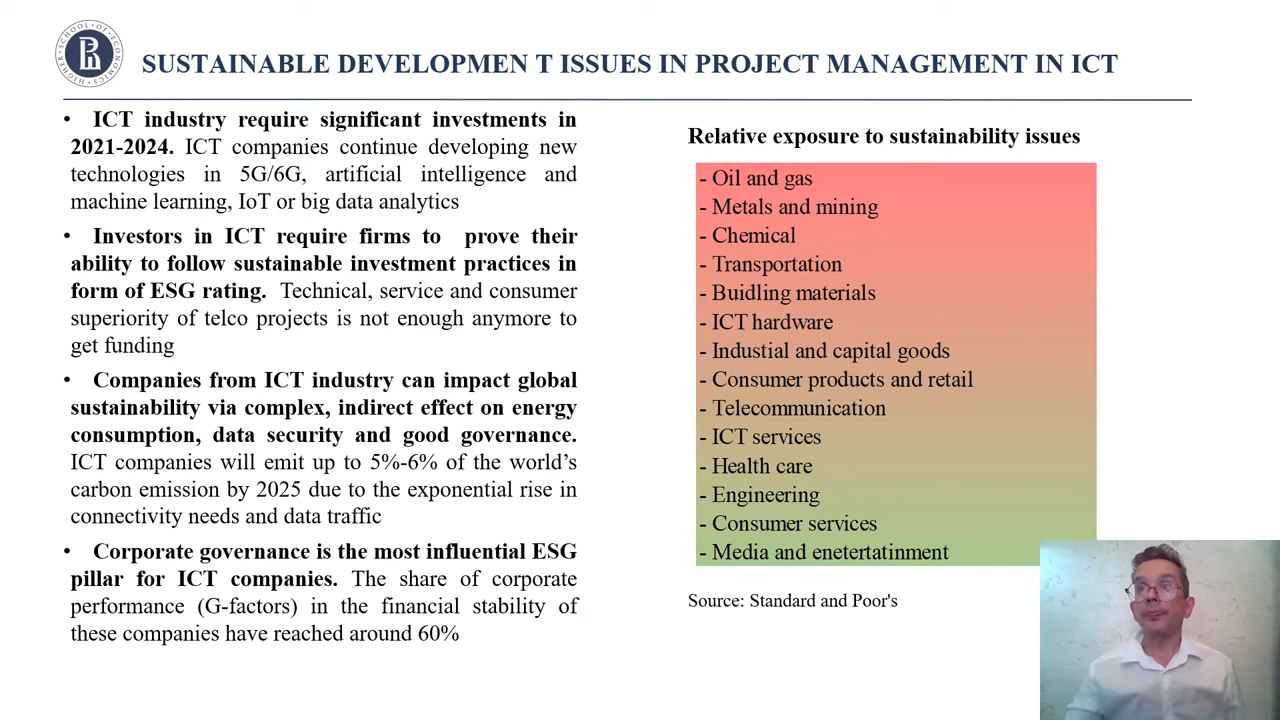 HIGHER SCHOOL OF ECONOMICS
SUSTAINABLE DEVELOPMEN T ISSUES IN PROJECT MANAGEMENT IN ICT
• ICT industry require significant investments in
2021-2024. ICT companies continue developing new
technologies in 5G/6G, artificial intelligence and
machine learning, IoT or big data analytics
• Investors in ICT require firms to prove their
ability to follow sustainable investment practices in
form of ESG rating. Technical, service and consumer
superiority of telco projects is not enough anymore to
get funding
• Companies from ICT industry can impact global
sustainability via complex, indirect effect on energy
consumption, data security and good governance.
ICT companies will emit up to 5%-6% of the world's
carbon emission by 2025 due to the exponential rise in
connectivity needs and data traffic
• Corporate governance is the most influential ESG
pillar for ICT companies. The share of corporate
performance (G-factors) in the financial stability of
these companies have reached around 60%
Relative exposure to sustainability issues
- Oil and gas
- Metals and mining
- Chemical
- Transportation
- Buidling materials
- ICT hardware
- Industial and capital goods
- Consumer products and retail
- Telecommunication
- ICT services
- Health care
- Engineering
- Consumer services
- Media and enetertatinment
Source: Standard and Poor's